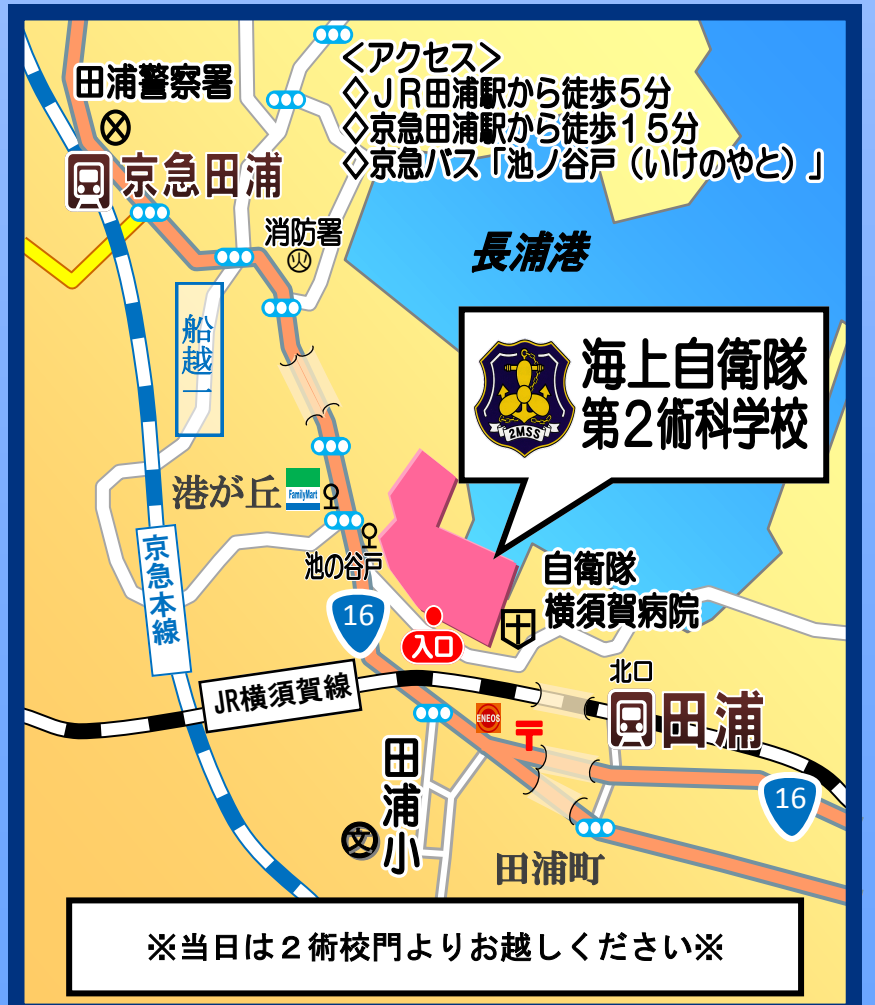 <アクセス>
◇JR田浦駅から徒歩5分
◇京急田浦駅から徒歩15分
◇京急バス「池ノ谷戸（いけのやと）」
田浦警察署
京急田浦
消防署
火
長浦港
船越一
海上自衛隊
第2術科学校
2MSS
港が丘
FamilyMart
池の谷戸
京急本線
自衛隊
横須賀病院
16
入口
北口
JR横須賀線
田浦
ENEOS
〒
16
田浦小
文
田浦町
※当日は２術校門よりお越しください※